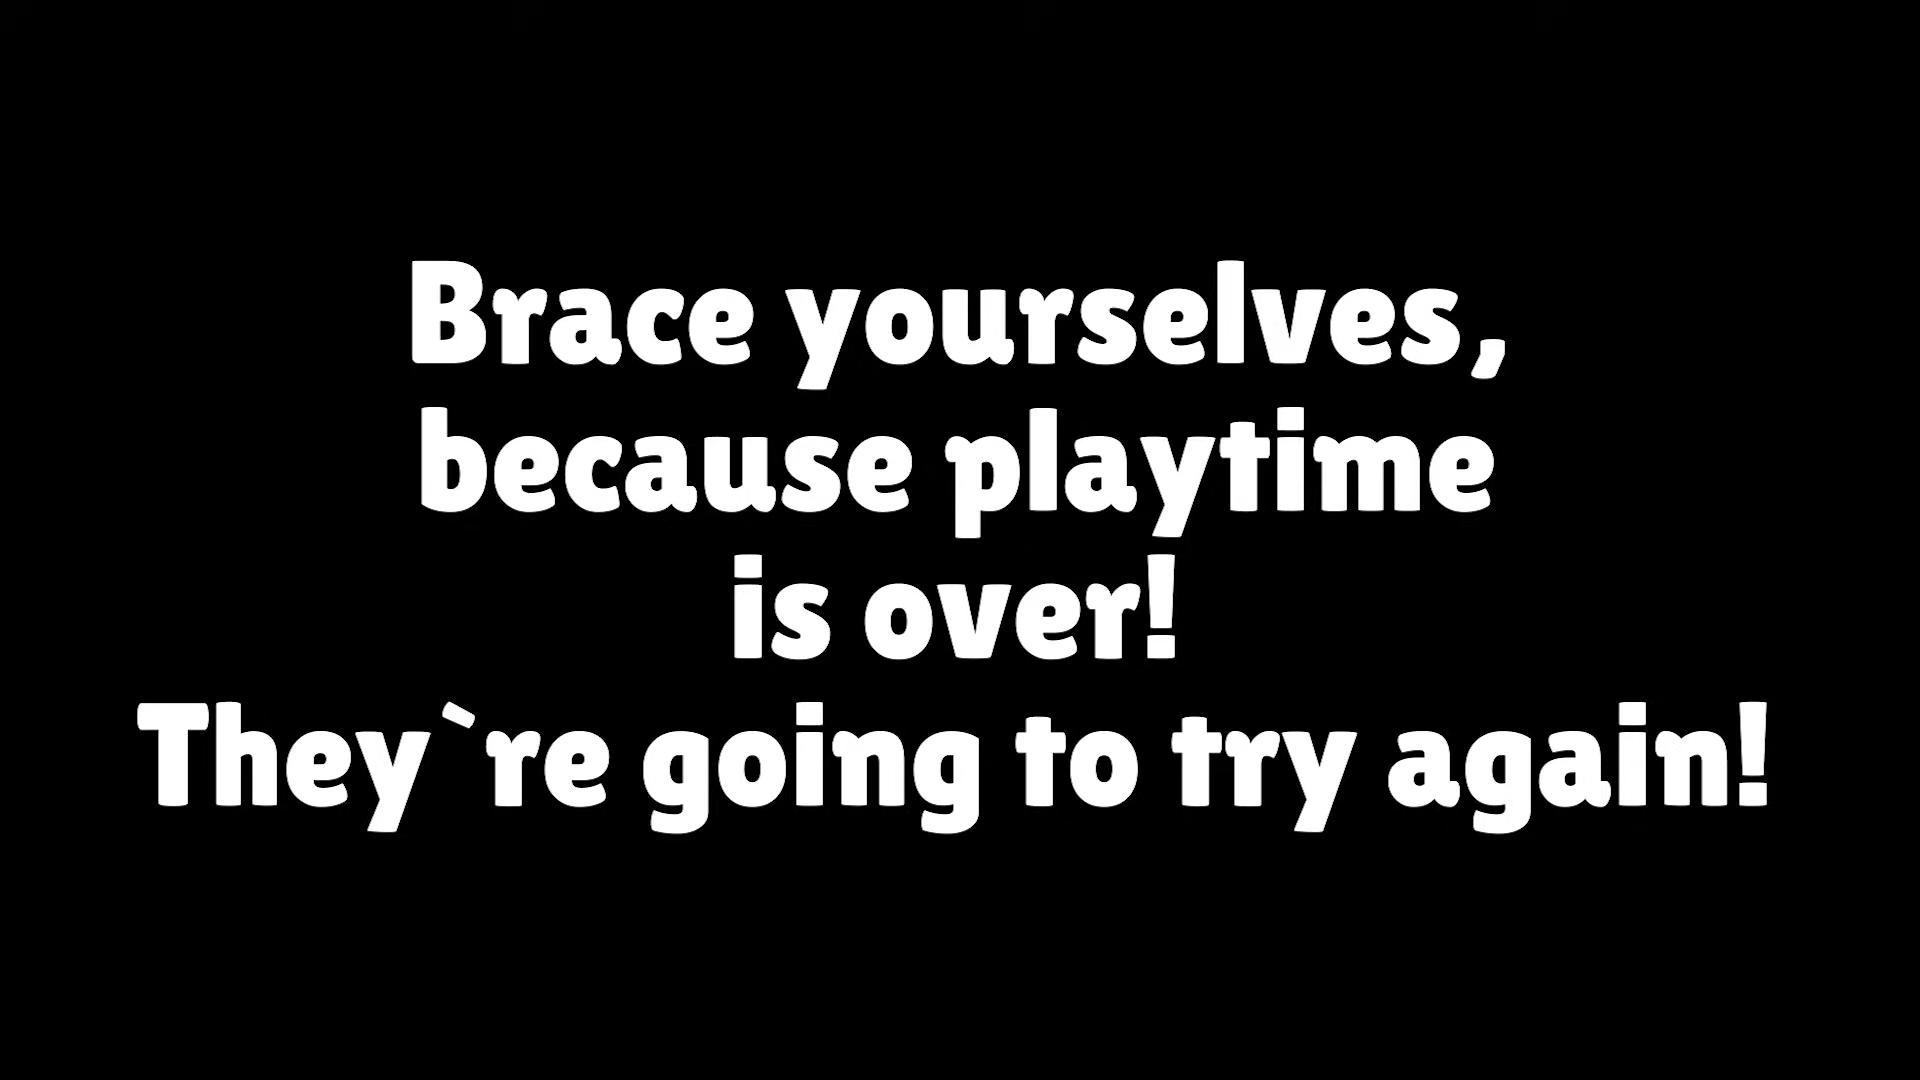 Brace yourselves,
because playtime
is over!
They`re going to try again!